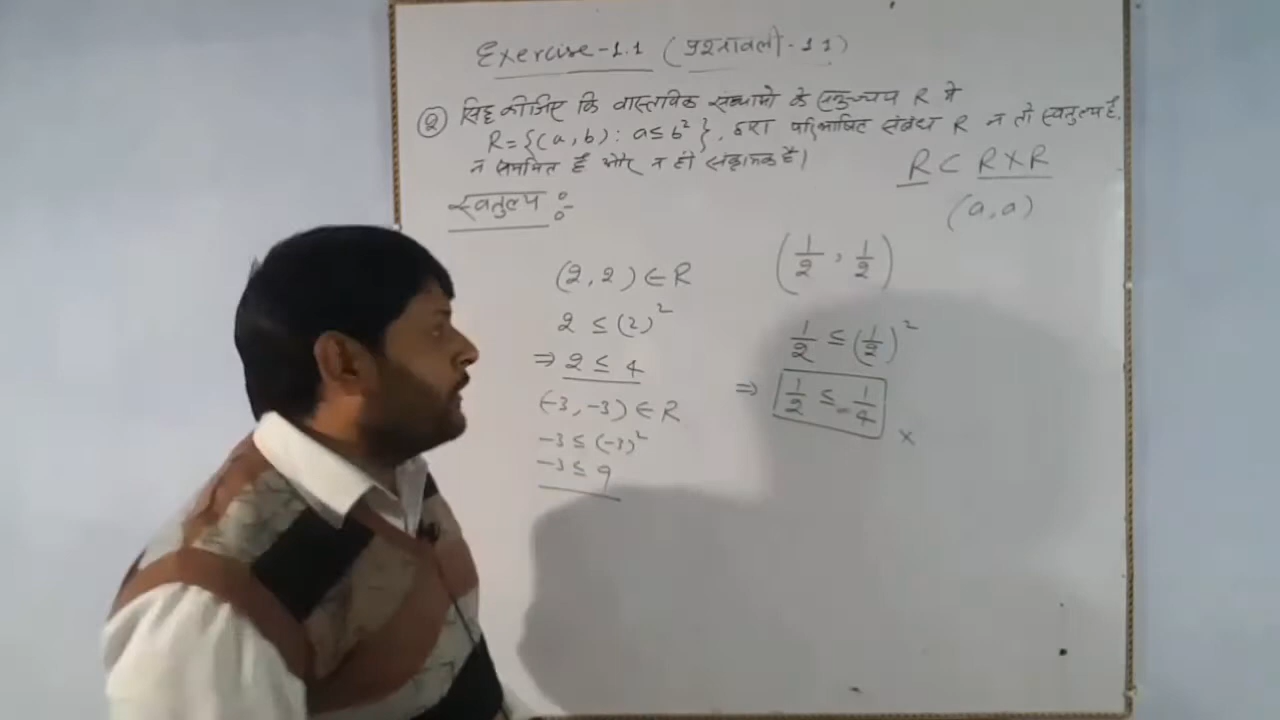 Exercise-1.1 (प्रश्नावली-1.1)
② सिद्ध कीजिए कि वास्तविक संख्याओं के समुच्चय R में
R={(a,b): a≤b²}, द्वारा परिभाषित संबंध R न तो स्वतुल्य है,
न सममित है और न ही संक्रामक है।
R ⊂ R×R
(a,a)
स्वतुल्य :-
(2,2) ∈ R
2 ≤ (2)²
⇒ 2 ≤ 4
(-3,-3) ∈ R
-3 ≤ (-3)²
-3 ≤ 9
(1/2, 1/2)
1/2 ≤ (1/2)²
⇒ 1/2 ≤ 1/4 ×